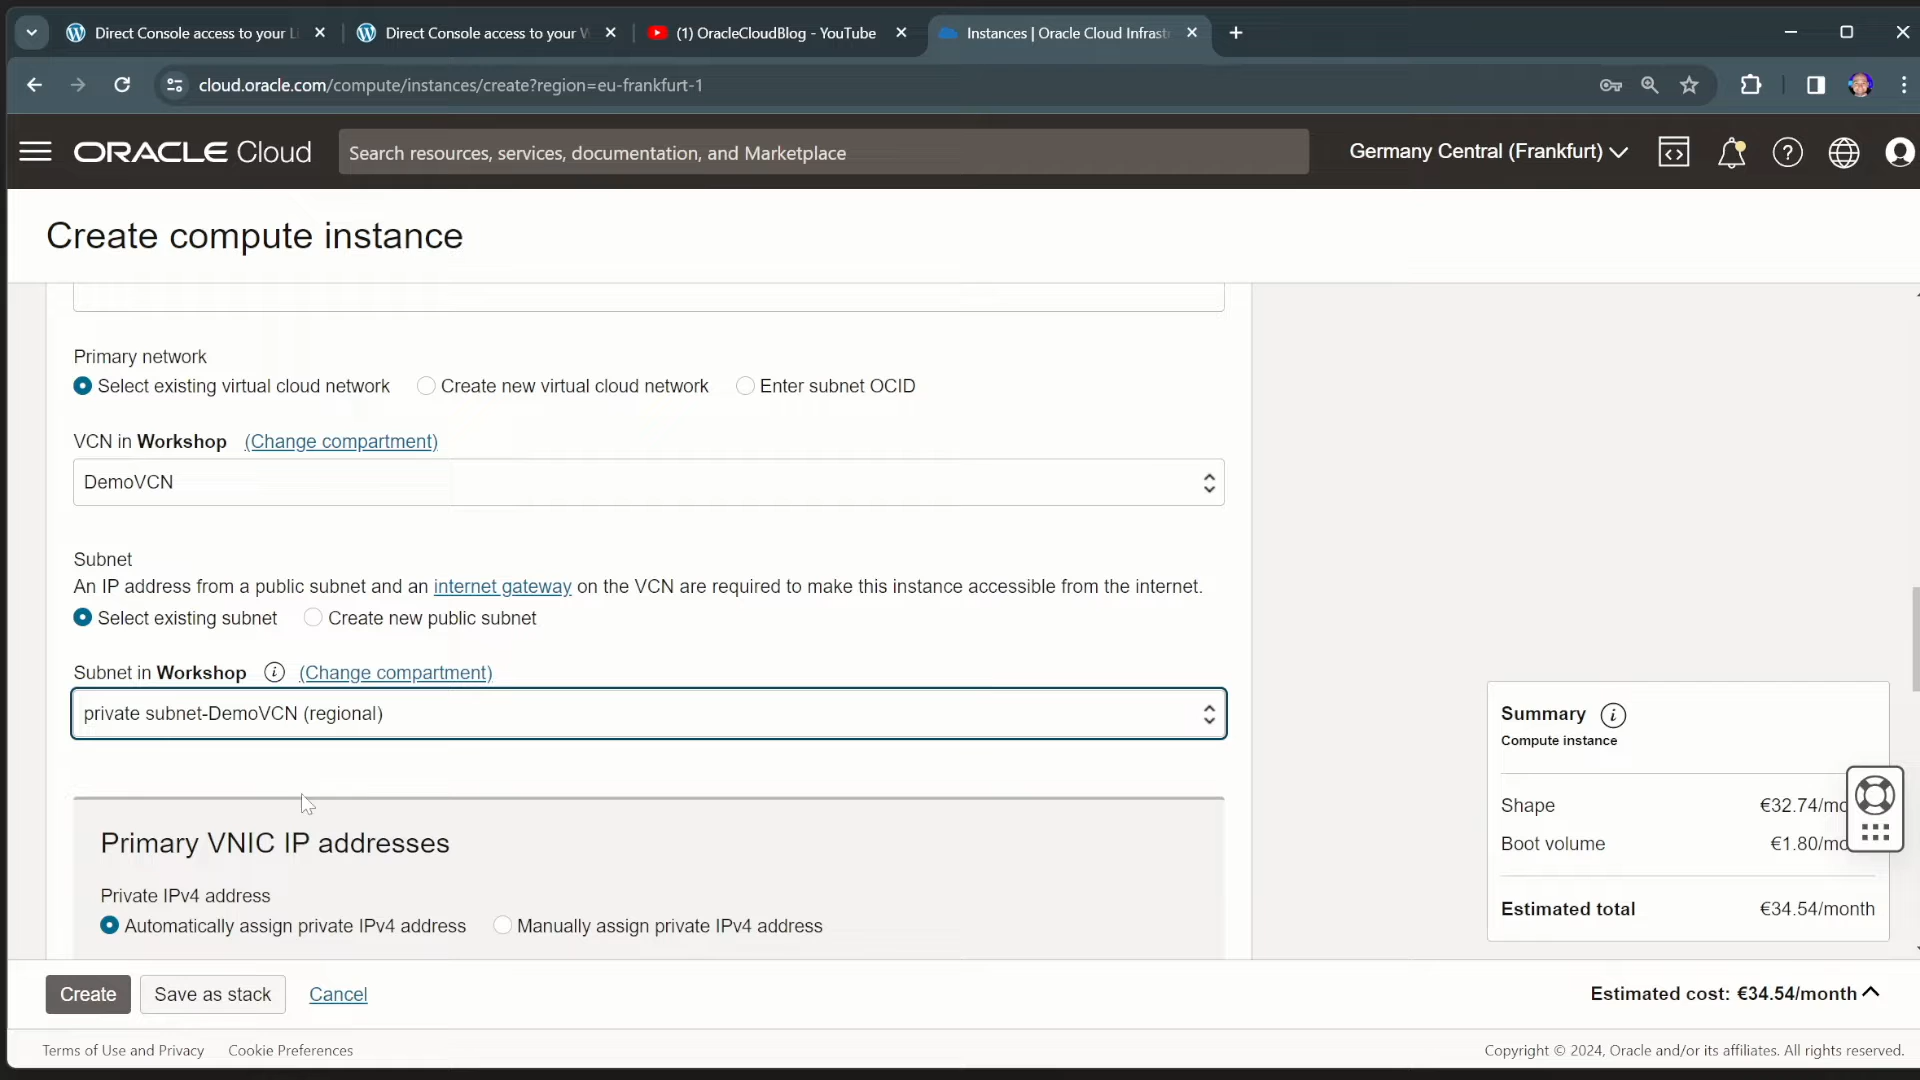 Direct Console access to your L
Direct Console access to your V
(1) OracleCloudBlog - YouTube
Instances | Oracle Cloud Infrast
cloud.oracle.com/compute/instances/create?region=eu-frankfurt-1
ORACLE Cloud
Search resources, services, documentation, and Marketplace
Germany Central (Frankfurt)
Create compute instance
Primary network
Select existing virtual cloud network
Create new virtual cloud network
Enter subnet OCID
VCN in Workshop (Change compartment)
DemoVCN
Subnet
An IP address from a public subnet and an internet gateway on the VCN are required to make this instance accessible from the internet.
Select existing subnet
Create new public subnet
Subnet in Workshop (Change compartment)
private subnet-DemoVCN (regional)
Primary VNIC IP addresses
Private IPv4 address
Automatically assign private IPv4 address
Manually assign private IPv4 address
Summary
Compute instance
Shape €32.74/mo
Boot volume €1.80/mo
Estimated total €34.54/month
Create
Save as stack
Cancel
Estimated cost: €34.54/month
Terms of Use and Privacy
Cookie Preferences
Copyright © 2024, Oracle and/or its affiliates. All rights reserved.